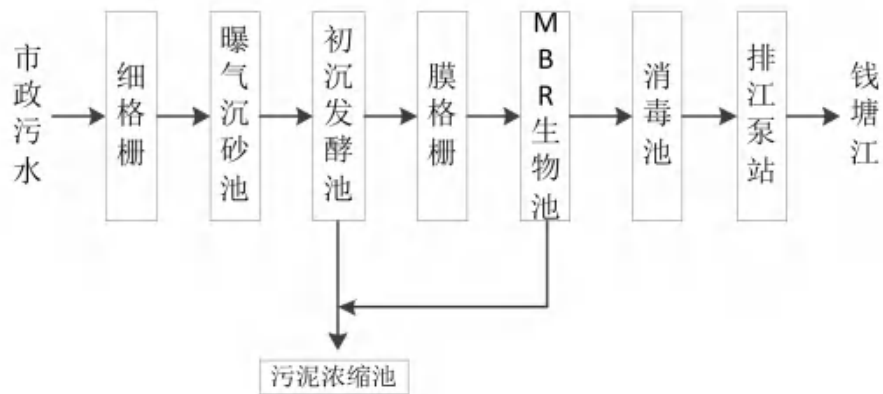 市政污水
细格栅
曝气沉砂池
初沉发酵池
膜格栅
MBR生物池
消毒池
排江泵站
钱塘江
污泥浓缩池